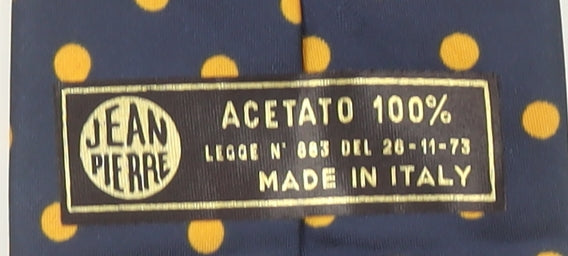 JEAN
PIERRE
ACETATO 100%
LEGGE N° 883 DEL 26-11-73
MADE IN ITALY